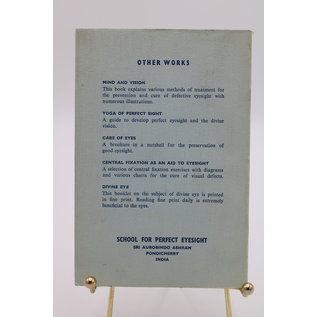 OTHER WORKS
MIND AND VISION
This book explains various methods of treatment for
the prevention and cure of defective eyesight with
numerous illustrations.
YOGA OF PERFECT SIGHT
A guide to develop perfect eyesight and the divine
vision.
CARE OF EYES
A brochure in a nutshell for the preservation of
good eyesight.
CENTRAL FIXATION AS AN AID TO EYESIGHT
A selection of central fixation exercises with diagrams
and various charts for the cure of visual defects.
DIVINE EYE
This booklet on the subject of divine eye is printed
in fine print. Reading fine print daily is extremely
beneficial to the eyes.
SCHOOL FOR PERFECT EYESIGHT
SRI AUROBINDO ASHRAM
PONDICHERRY
INDIA